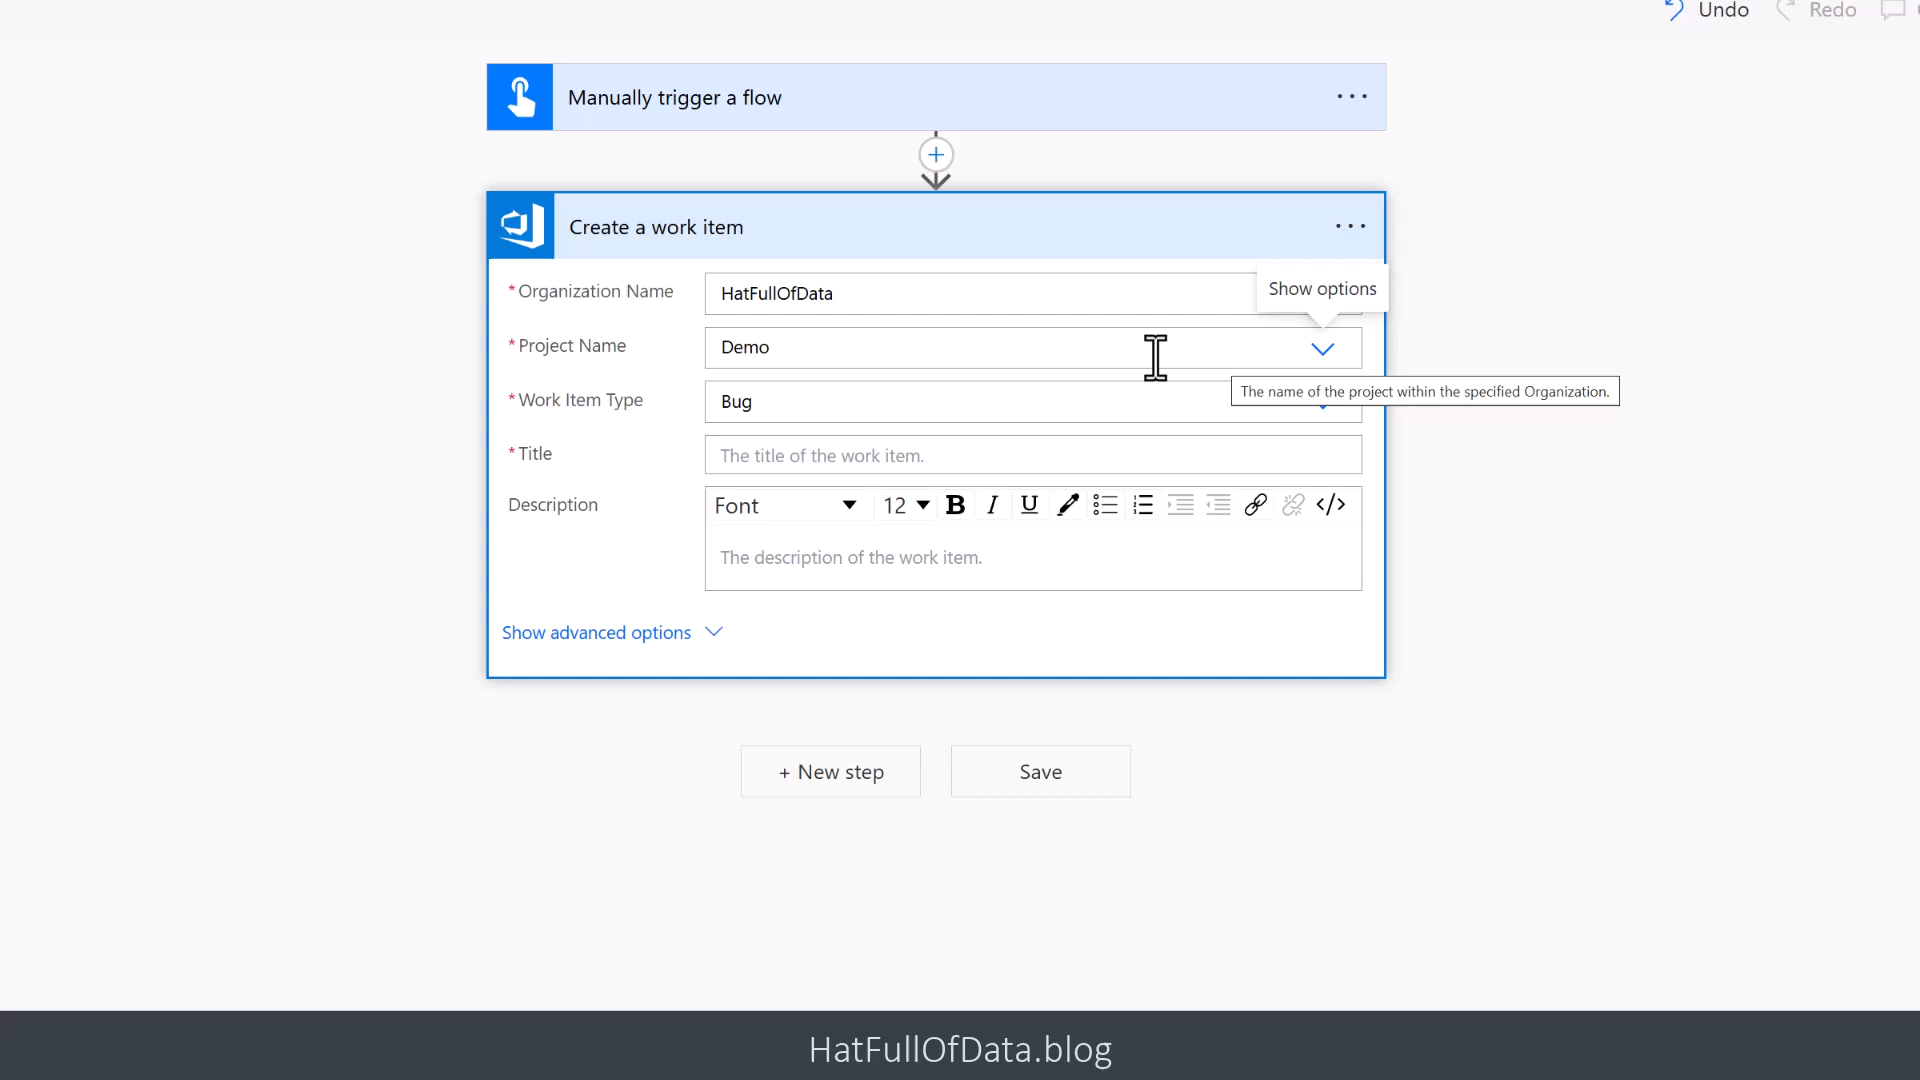 Undo
Redo
Manually trigger a flow
Create a work item
* Organization Name
HatFullOfData
Show options
* Project Name
Demo
The name of the project within the specified Organization.
* Work Item Type
Bug
* Title
The title of the work item.
Description
Font
12
B
I
U
</>
The description of the work item.
Show advanced options
+ New step
Save
HatFullOfData.blog